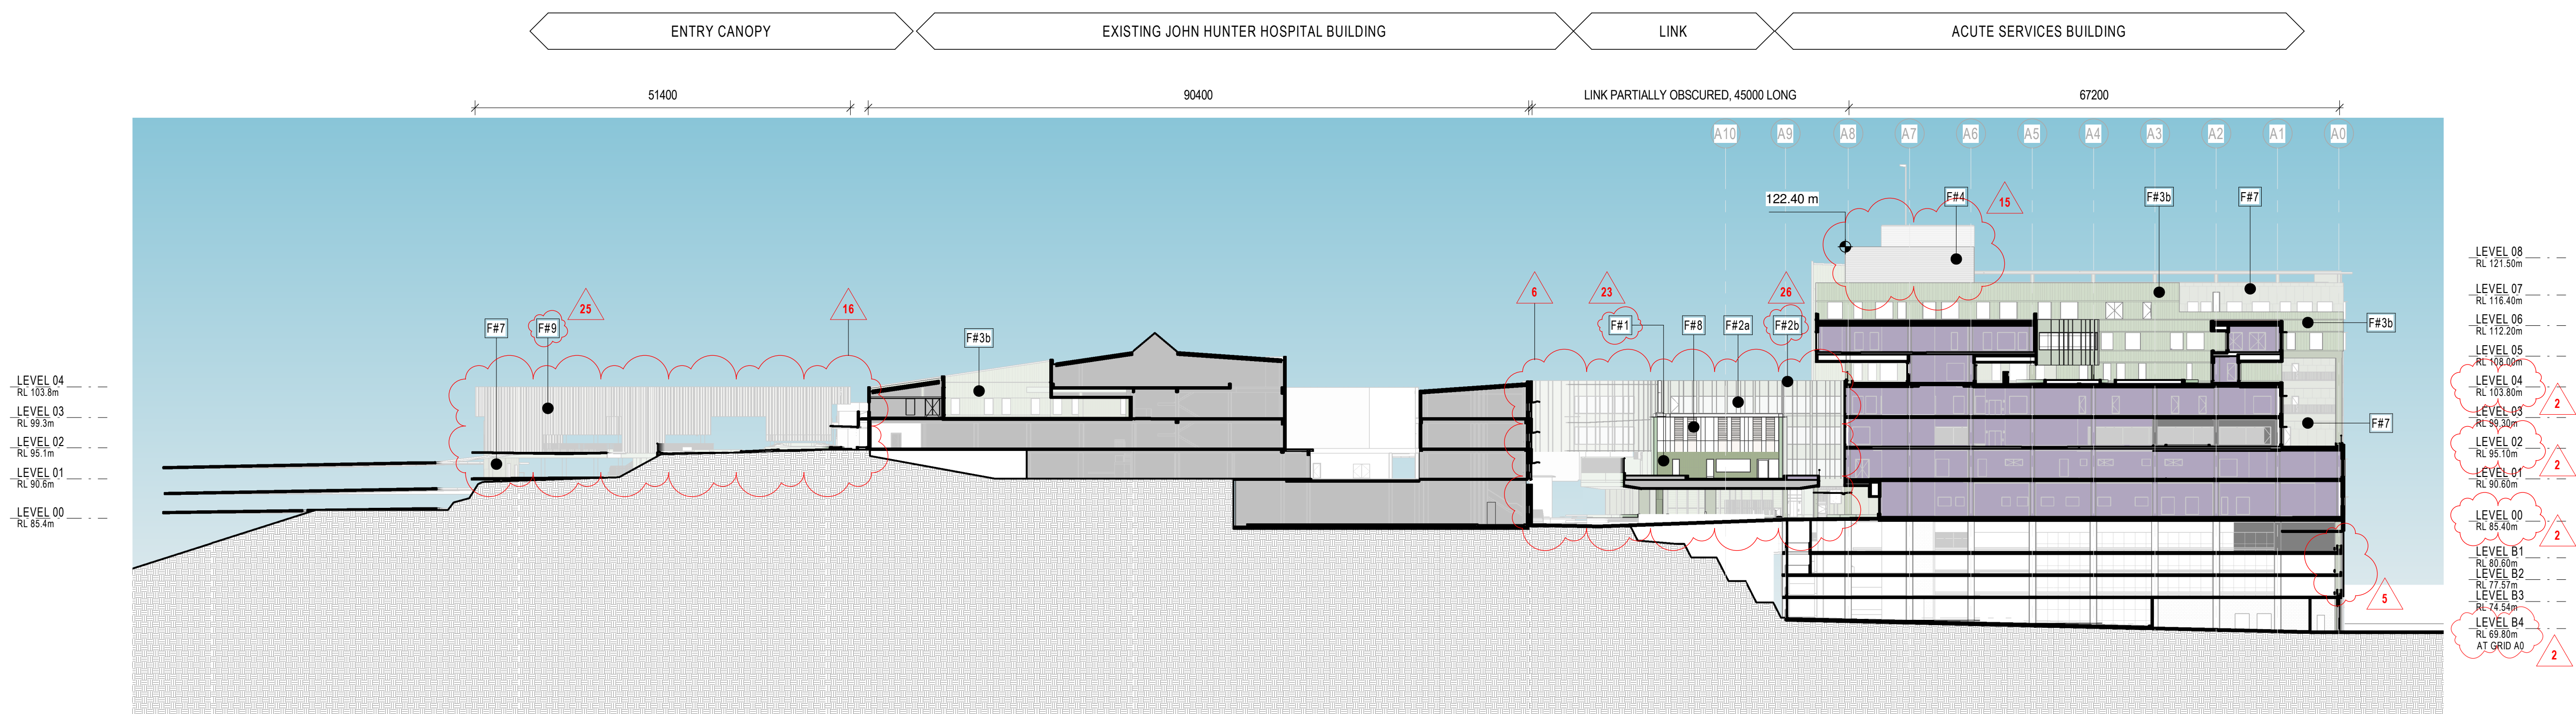 ENTRY CANOPY
EXISTING JOHN HUNTER HOSPITAL BUILDING
LINK
ACUTE SERVICES BUILDING
51400
90400
LINK PARTIALLY OBSCURED, 45000 LONG
67200
A10
A9
A8
A7
A6
A5
A4
A3
A2
A1
A0
122.40 m
F#4
15
F#3b
F#7
25
16
6
23
26
F#7
F#9
F#3b
F#1
F#8
F#2a
F#2b
F#3b
F#7
5
LEVEL 04
RL 103.8m
LEVEL 03
RL 99.3m
LEVEL 02
RL 95.1m
LEVEL 01
RL 90.6m
LEVEL 00
RL 85.4m
LEVEL 08
RL 121.50m
LEVEL 07
RL 116.40m
LEVEL 06
RL 112.20m
LEVEL 05
RL 108.00m
LEVEL 04
RL 103.80m
2
LEVEL 03
RL 99.30m
LEVEL 02
RL 95.10m
2
LEVEL 01
RL 90.60m
LEVEL 00
RL 85.40m
2
LEVEL B1
RL 80.60m
LEVEL B2
RL 77.57m
LEVEL B3
RL 74.54m
LEVEL B4
RL 69.80m
AT GRID A0
2